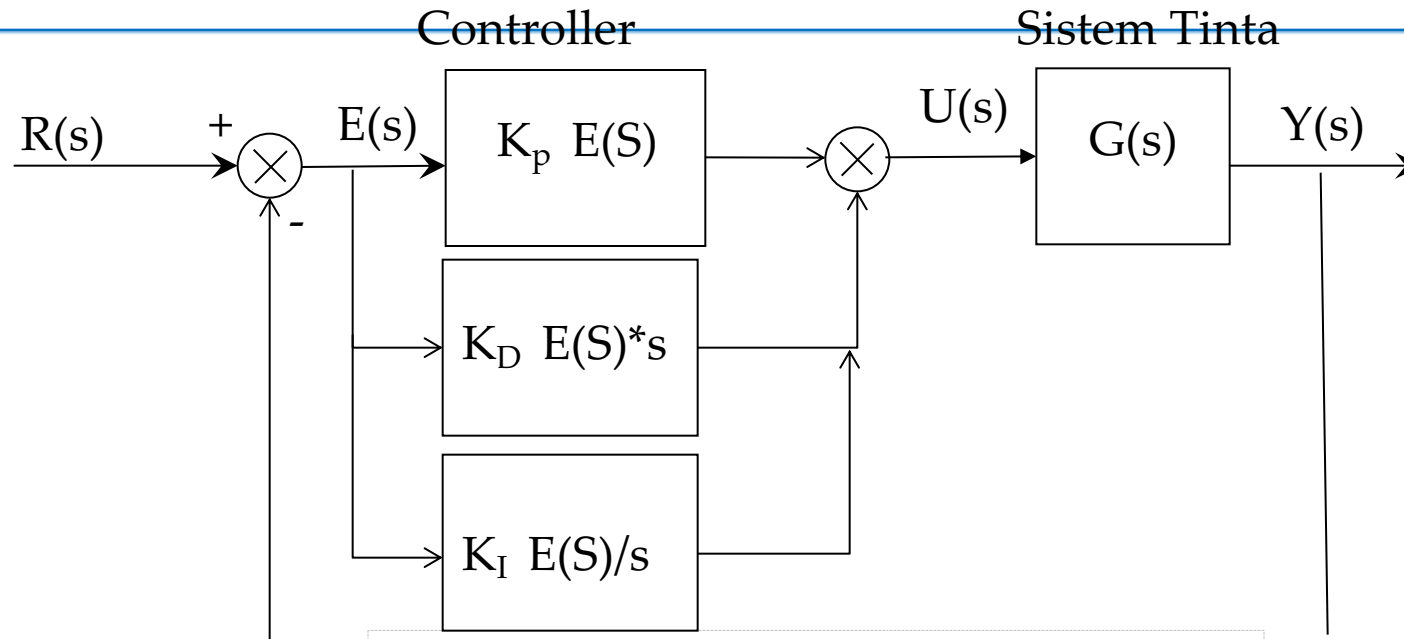 Controller
Sistem Tinta
R(s)
+
E(s)
K_p E(S)
U(s)
G(s)
Y(s)
-
K_D E(S)*s
K_I E(S)/s